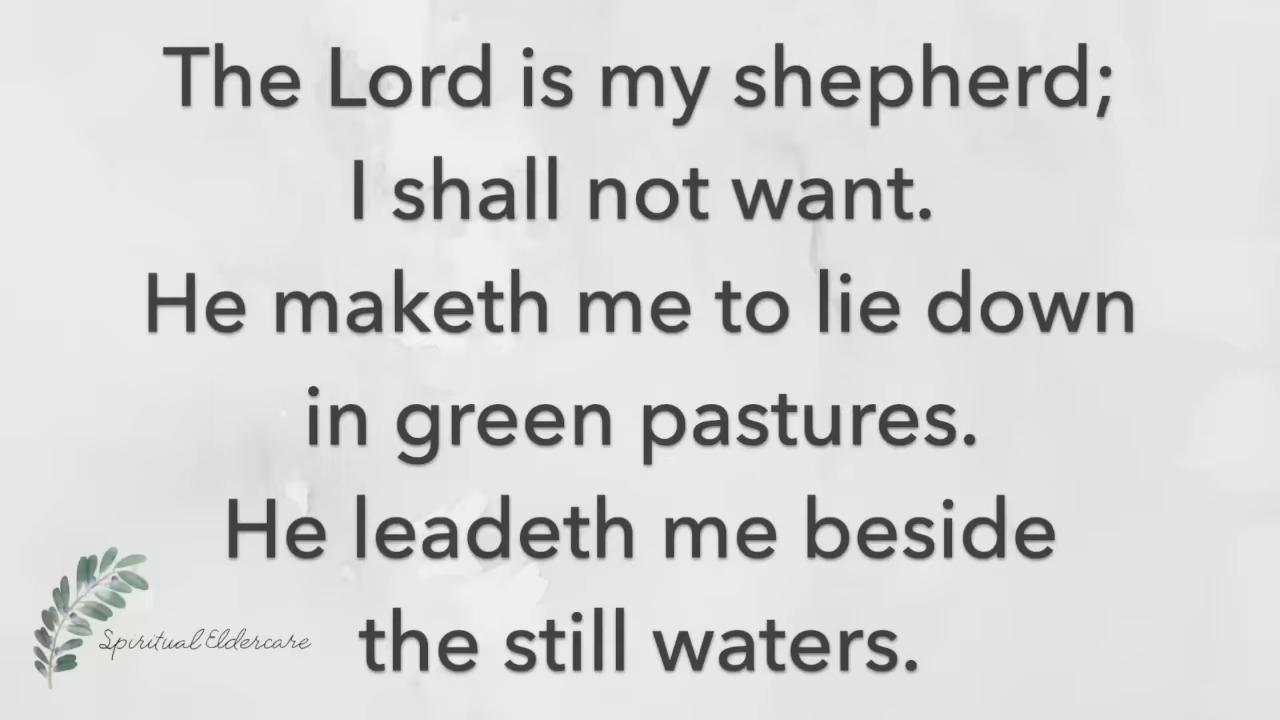 The Lord is my shepherd;
I shall not want.
He maketh me to lie down
in green pastures.
He leadeth me beside
the still waters.
Spiritual Eldercare